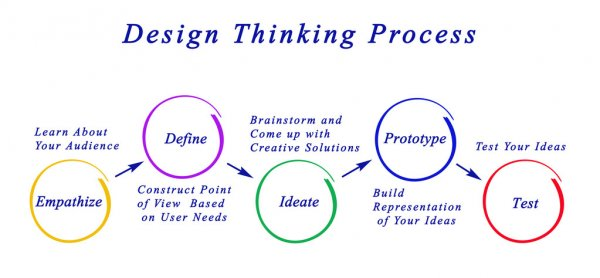 Design Thinking Process
Learn About
Your Audience
Empathize
Define
Construct Point
of View Based
on User Needs
Brainstorm and
Come up with
Creative Solutions
Ideate
Prototype
Build
Representation
of Your Ideas
Test Your Ideas
Test